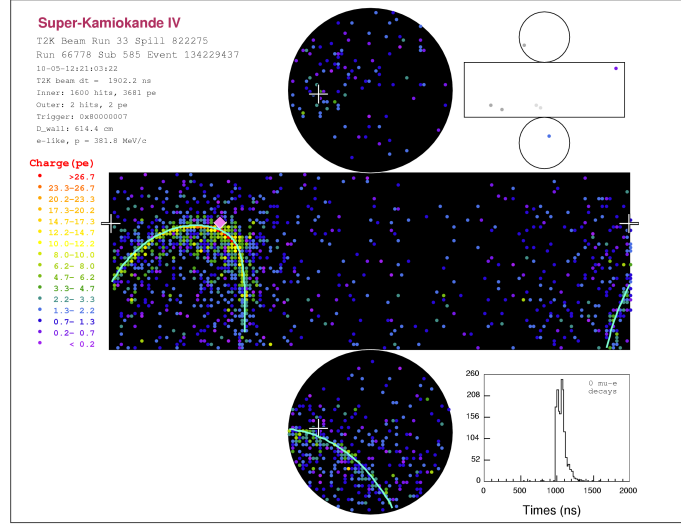 Super-Kamiokande IV
T2K Beam Run 33 Spill 822275
Run 66778 Sub 585 Event 134229437
10-05-12:21:03:22
T2K beam dt = 1902.2 ns
Inner: 1600 hits, 3681 pe
Outer: 2 hits, 2 pe
Trigger: 0x80000007
D_wall: 614.4 cm
e-like, p = 381.8 MeV/c
Charge(pe)
>26.7
23.3-26.7
20.2-23.3
17.3-20.2
14.7-17.3
12.2-14.7
10.0-12.2
8.0-10.0
6.2- 8.0
4.7- 6.2
3.3- 4.7
2.2- 3.3
1.3- 2.2
0.7- 1.3
0.2- 0.7
< 0.2
0 mu-e
decays
260
208
156
104
52
0
0 500 1000 1500 2000
Times (ns)